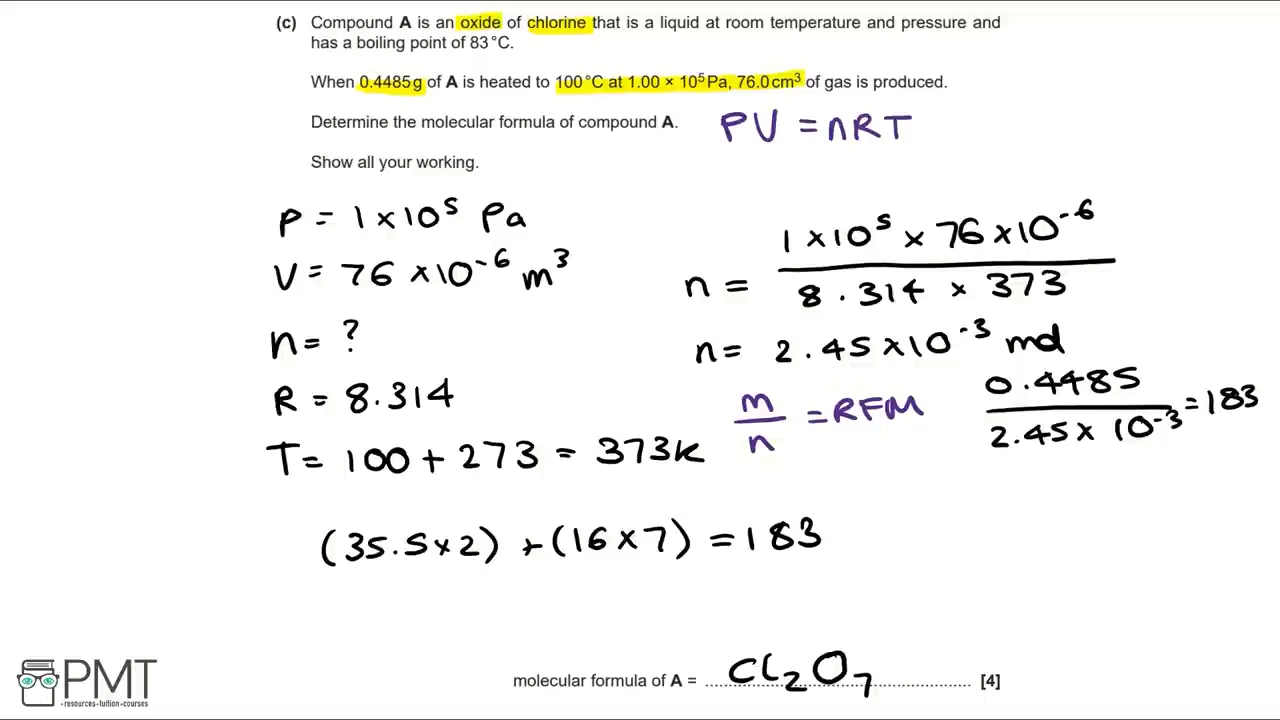 (c) Compound A is an oxide of chlorine that is a liquid at room temperature and pressure and
has a boiling point of 83 °C.
When 0.4485 g of A is heated to 100 °C at 1.00 × 10⁵ Pa, 76.0 cm³ of gas is produced.
Determine the molecular formula of compound A.
PV = nRT
Show all your working.
P = 1 × 10⁵ Pa
V = 76 × 10⁻⁶ m³
n = ?
R = 8.314
T = 100 + 273 = 373K
n = 1 × 10⁵ × 76 × 10⁻⁶ / 8.314 × 373
n = 2.45 × 10⁻³ mol
m / n = RFM
0.4485 / 2.45 × 10⁻³ = 183
(35.5 × 2) + (16 × 7) = 183
molecular formula of A = Cl₂O₇ [4]
PMT
resources•tuition•courses